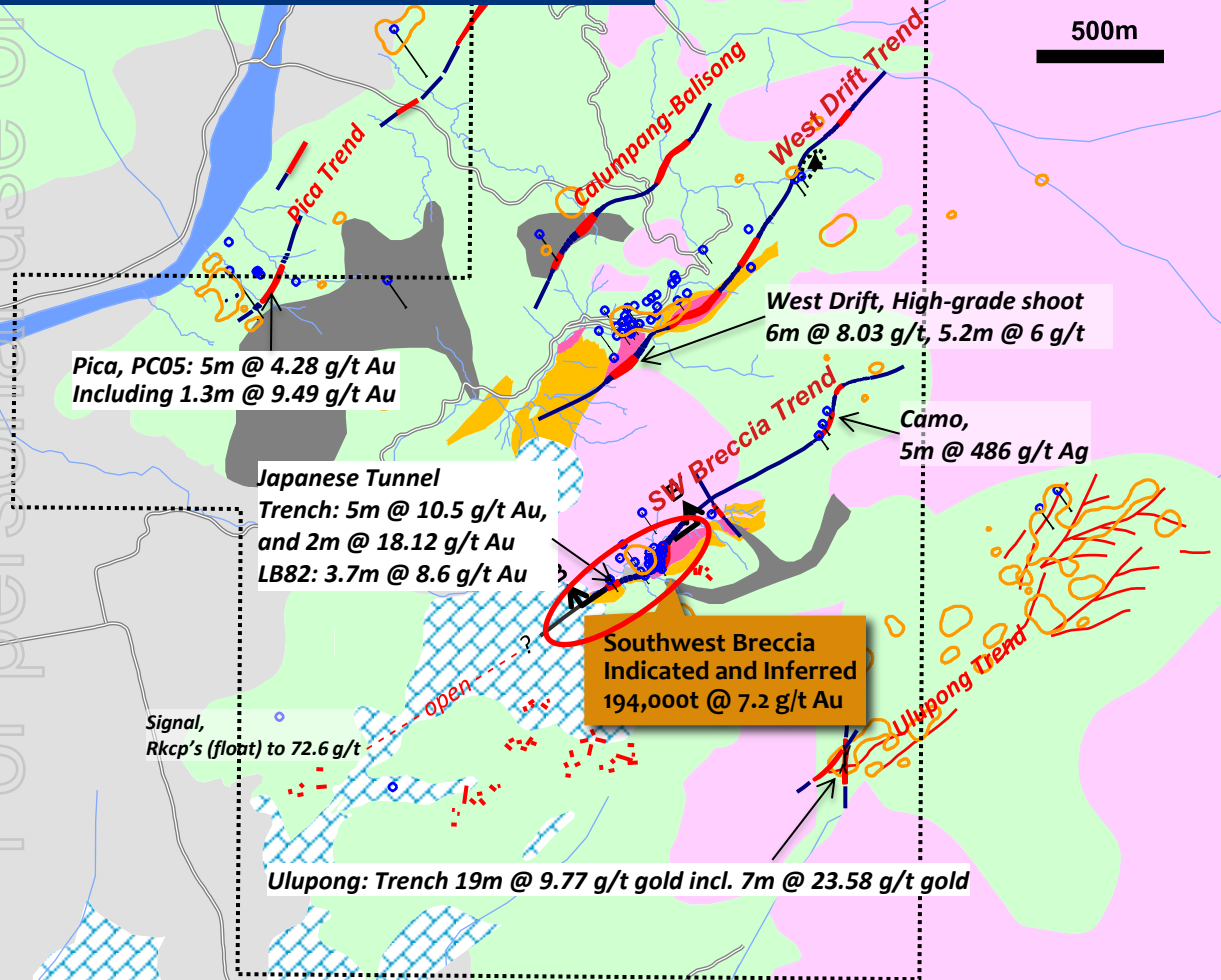 500m
West Drift Trend
Calumpang-Balisong
Pica Trend
West Drift, High-grade shoot
6m @ 8.03 g/t, 5.2m @ 6 g/t
Pica, PC05: 5m @ 4.28 g/t Au
Including 1.3m @ 9.49 g/t Au
SW Breccia Trend
Camo,
5m @ 486 g/t Ag
Japanese Tunnel
Trench: 5m @ 10.5 g/t Au,
and 2m @ 18.12 g/t Au
LB82: 3.7m @ 8.6 g/t Au
?
open
Southwest Breccia
Indicated and Inferred
194,000t @ 7.2 g/t Au
Ulupong Trend
Signal,
Rkcp's (float) to 72.6 g/t
Ulupong: Trench 19m @ 9.77 g/t gold incl. 7m @ 23.58 g/t gold
For personal use on